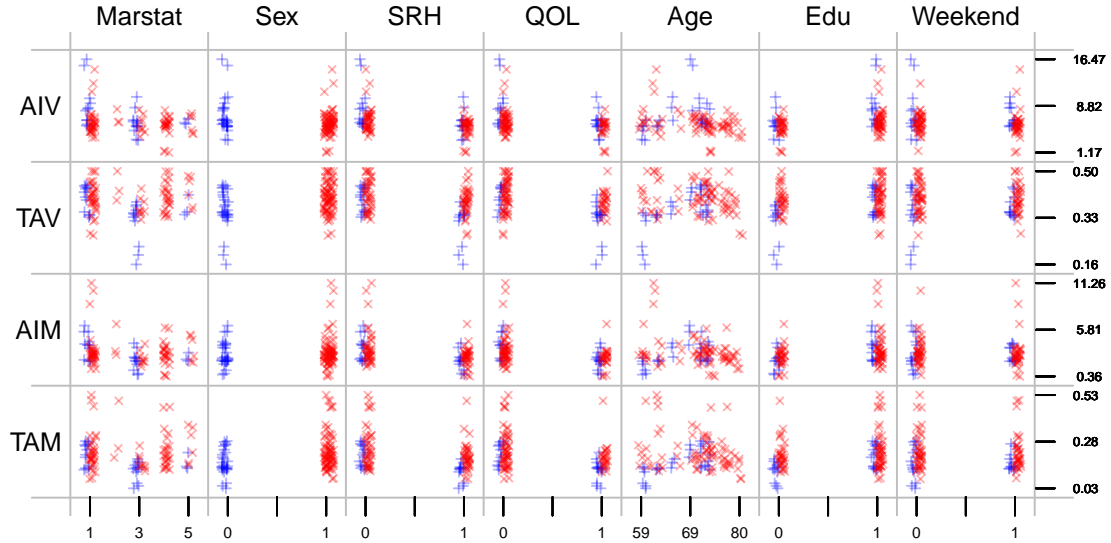 Marstat Sex SRH QOL Age Edu Weekend
16.47
AIV 8.82
1.17
0.50
TAV 0.33
0.16
11.26
AIM 5.81
0.36
0.53
TAM 0.28
0.03
1 3 5 0 1 0 1 0 1 59 69 80 0 1 0 1